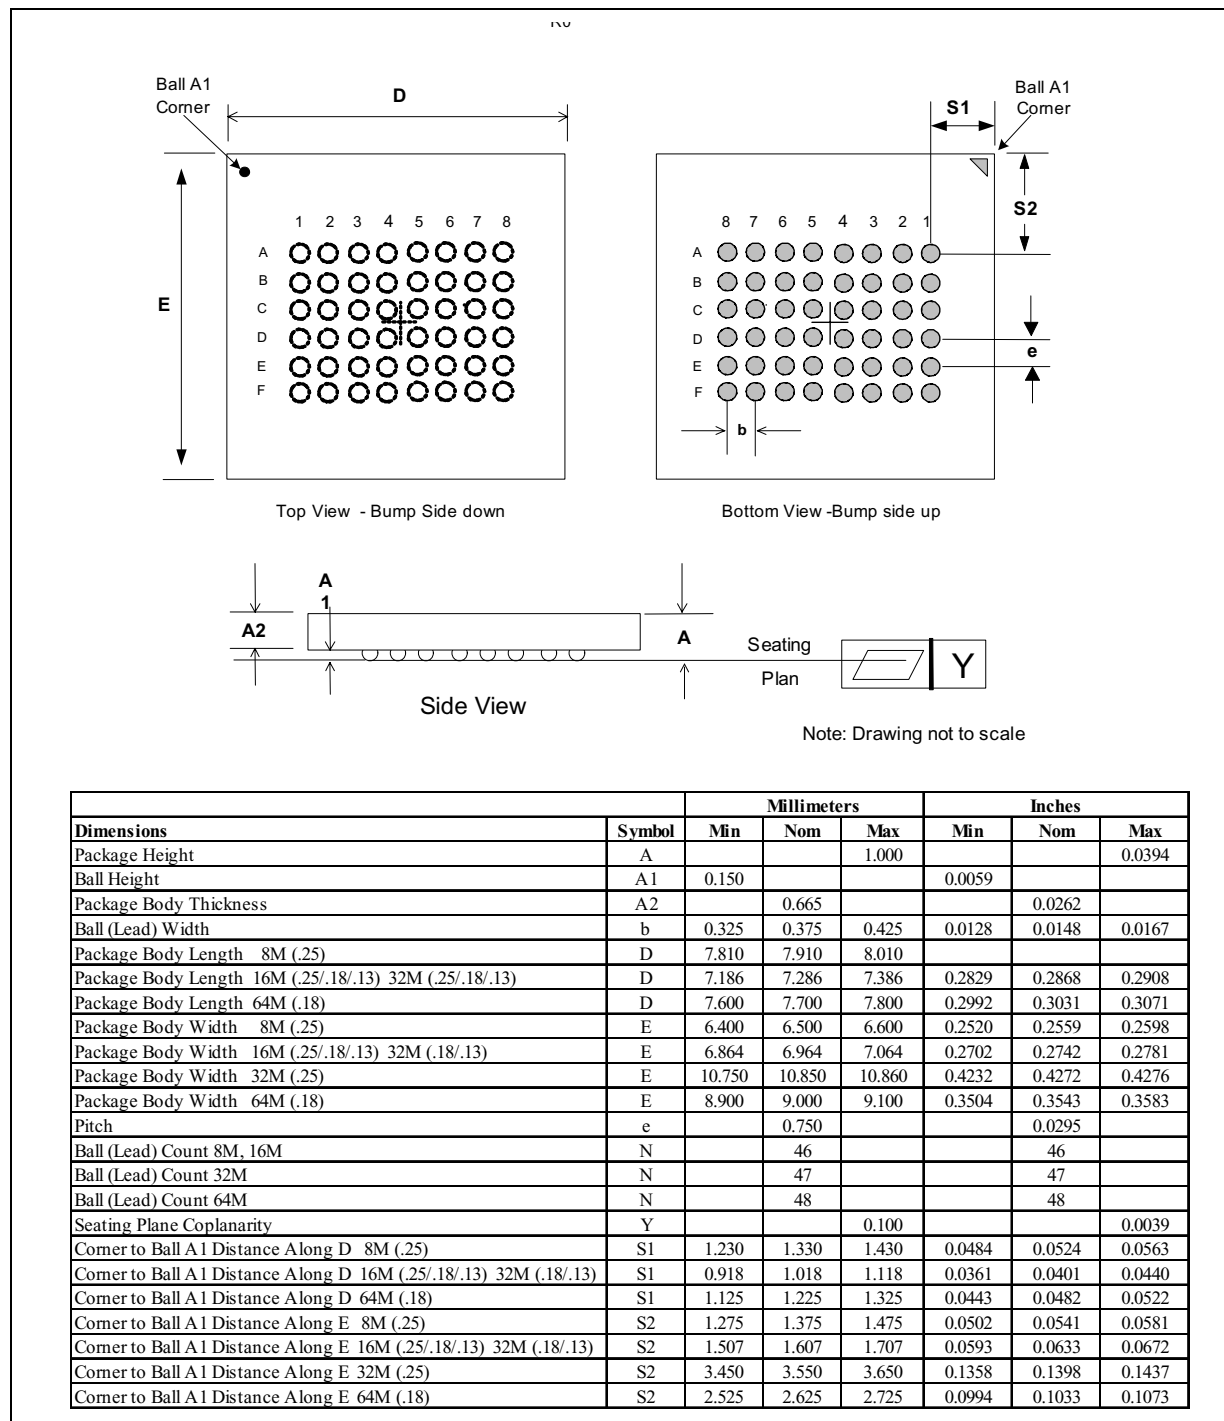 Ball A1
Corner
D
Ball A1
Corner
S1
S2
E
1 2 3 4 5 6 7 8
A
B
C
D
E
F
8 7 6 5 4 3 2 1
A
B
C
D
E
F
e
b
Top View - Bump Side down
Bottom View -Bump side up
A
1
A2
A
Seating
Plan
Y
Side View
Note: Drawing not to scale
Millimeters Inches
Dimensions Symbol Min Nom Max Min Nom Max
Package Height A 1.000 0.0394
Ball Height A1 0.150 0.0059
Package Body Thickness A2 0.665 0.0262
Ball (Lead) Width b 0.325 0.375 0.425 0.0128 0.0148 0.0167
Package Body Length 8M (.25) D 7.810 7.910 8.010
Package Body Length 16M (.25/.18/.13) 32M (.25/.18/.13) D 7.186 7.286 7.386 0.2829 0.2868 0.2908
Package Body Length 64M (.18) D 7.600 7.700 7.800 0.2992 0.3031 0.3071
Package Body Width 8M (.25) E 6.400 6.500 6.600 0.2520 0.2559 0.2598
Package Body Width 16M (.25/.18/.13) 32M (.18/.13) E 6.864 6.964 7.064 0.2702 0.2742 0.2781
Package Body Width 32M (.25) E 10.750 10.850 10.860 0.4232 0.4272 0.4276
Package Body Width 64M (.18) E 8.900 9.000 9.100 0.3504 0.3543 0.3583
Pitch e 0.750 0.0295
Ball (Lead) Count 8M, 16M N 46 46
Ball (Lead) Count 32M N 47 47
Ball (Lead) Count 64M N 48 48
Seating Plane Coplanarity Y 0.100 0.0039
Corner to Ball A1 Distance Along D 8M (.25) S1 1.230 1.330 1.430 0.0484 0.0524 0.0563
Corner to Ball A1 Distance Along D 16M (.25/.18/.13) 32M (.18/.13) S1 0.918 1.018 1.118 0.0361 0.0401 0.0440
Corner to Ball A1 Distance Along D 64M (.18) S1 1.125 1.225 1.325 0.0443 0.0482 0.0522
Corner to Ball A1 Distance Along E 8M (.25) S2 1.275 1.375 1.475 0.0502 0.0541 0.0581
Corner to Ball A1 Distance Along E 16M (.25/.18/.13) 32M (.18/.13) S2 1.507 1.607 1.707 0.0593 0.0633 0.0672
Corner to Ball A1 Distance Along E 32M (.25) S2 3.450 3.550 3.650 0.1358 0.1398 0.1437
Corner to Ball A1 Distance Along E 64M (.18) S2 2.525 2.625 2.725 0.0994 0.1033 0.1073